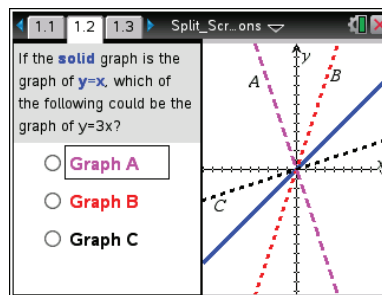 1.1 1.2 1.3 Split_Scr...ons
If the solid graph is the
graph of y=x, which of
the following could be the
graph of y=3x?
Graph A
Graph B
Graph C
y
A
B
C
x